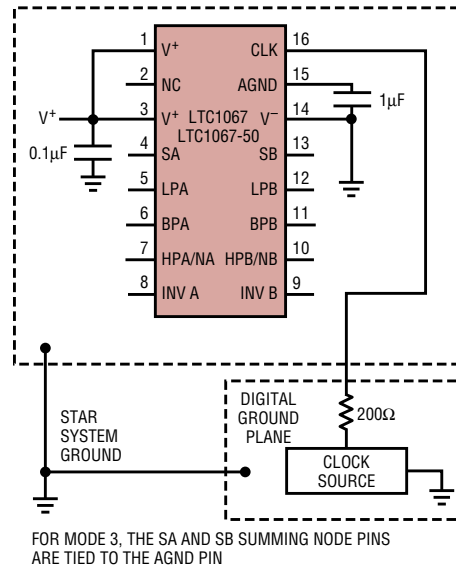 1
V⁺
CLK
16
2
NC
AGND
15
1µF
V⁺
3
V⁺
LTC1067
V⁻
14
LTC1067-50
0.1µF
4
SA
SB
13
5
LPA
LPB
12
6
BPA
BPB
11
7
HPA/NA
HPB/NB
10
8
INV A
INV B
9
STAR
SYSTEM
GROUND
DIGITAL
GROUND
PLANE
200Ω
CLOCK
SOURCE
FOR MODE 3, THE SA AND SB SUMMING NODE PINS
ARE TIED TO THE AGND PIN